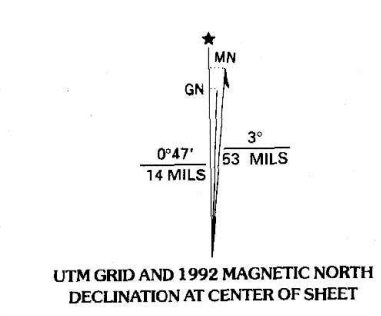 ★
MN
GN
0°47'
14 MILS
3°
53 MILS
UTM GRID AND 1992 MAGNETIC NORTH
DECLINATION AT CENTER OF SHEET